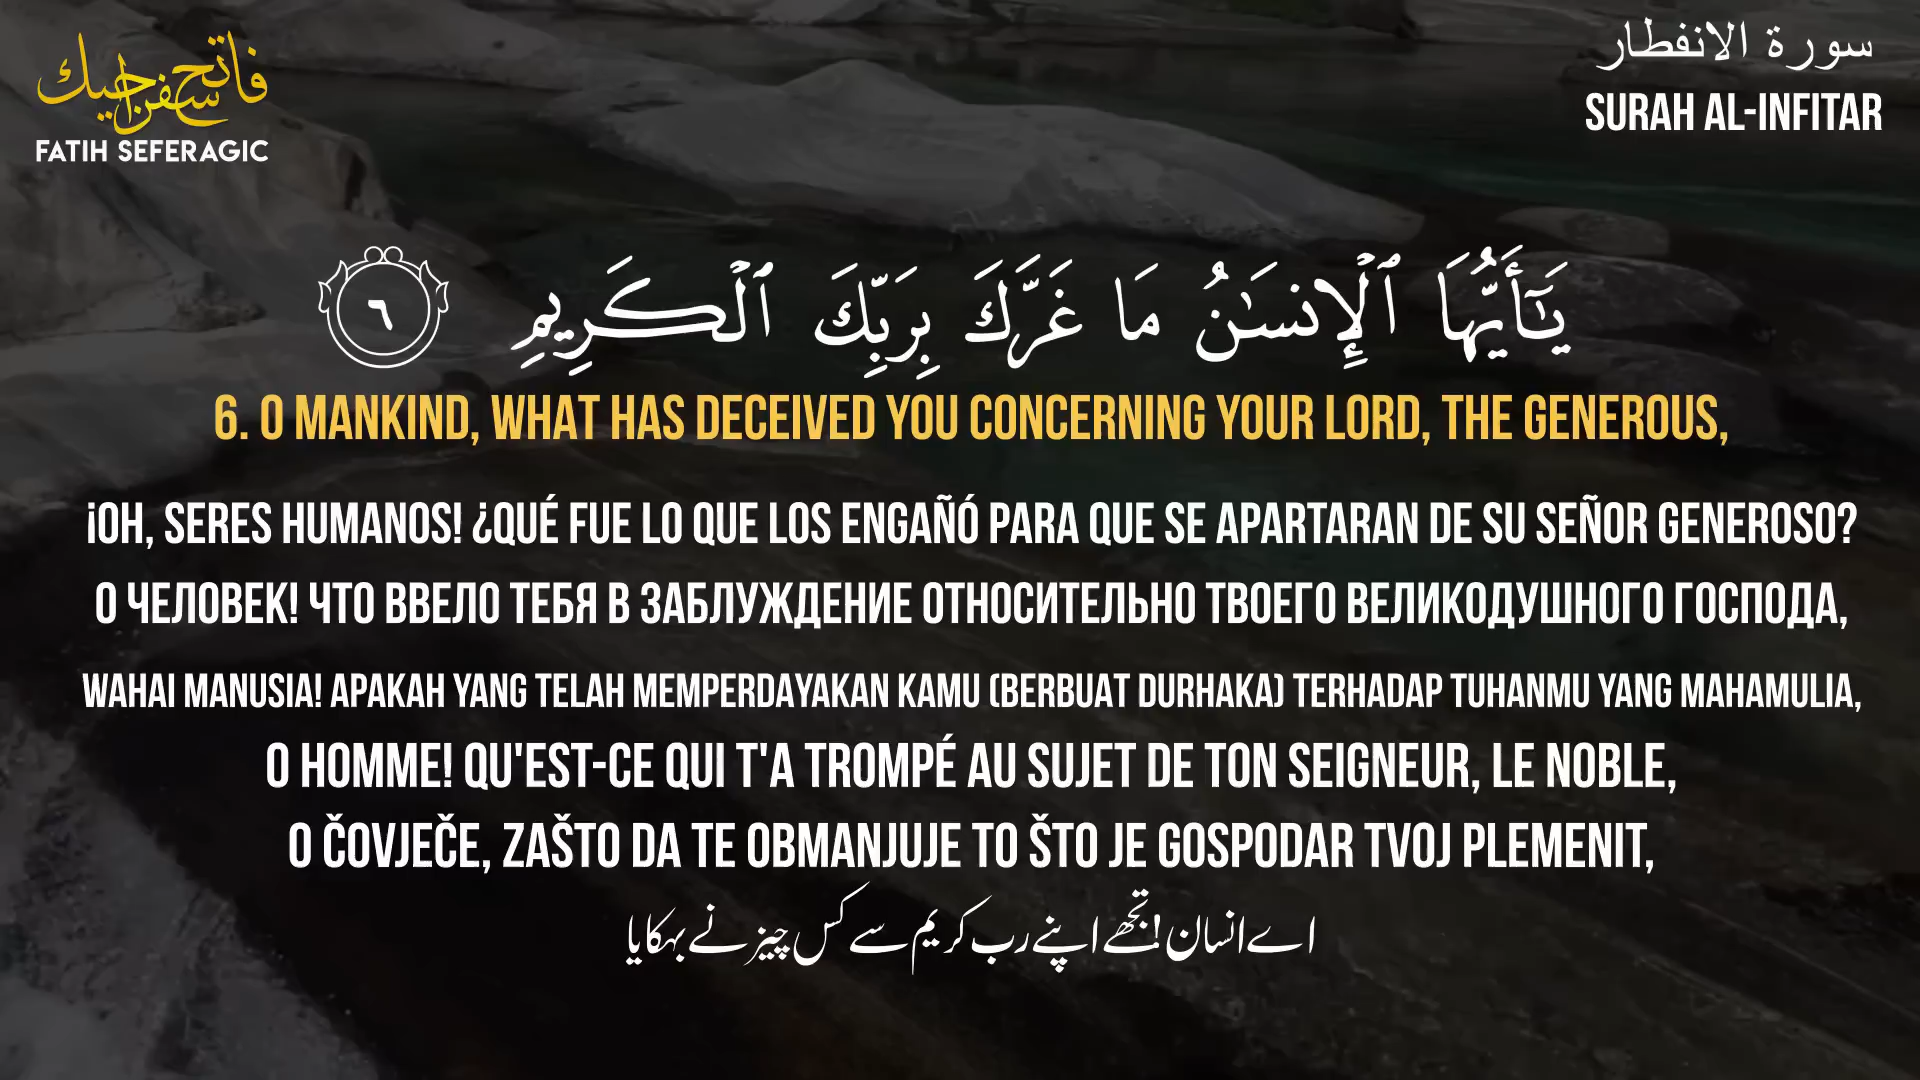 فاتح سفراجيك
FATIH SEFERAGIC
سورة الانفطار
SURAH AL-INFITAR
يَٰٓأَيُّهَا ٱلْإِنسَٰنُ مَا غَرَّكَ بِرَبِّكَ ٱلْكَرِيمِ ٦
6. O MANKIND, WHAT HAS DECEIVED YOU CONCERNING YOUR LORD, THE GENEROUS,
¡OH, SERES HUMANOS! ¿QUÉ FUE LO QUE LOS ENGAÑÓ PARA QUE SE APARTARAN DE SU SEÑOR GENEROSO?
О ЧЕЛОВЕК! ЧТО ВВЕЛО ТЕБЯ В ЗАБЛУЖДЕНИЕ ОТНОСИТЕЛЬНО ТВОЕГО ВЕЛИКОДУШНОГО ГОСПОДА,
WAHAI MANUSIA! APAKAH YANG TELAH MEMPERDAYAKAN KAMU (BERBUAT DURHAKA) TERHADAP TUHANMU YANG MAHAMULIA,
O HOMME! QU'EST-CE QUI T'A TROMPÉ AU SUJET DE TON SEIGNEUR, LE NOBLE,
O ČOVJEČE, ZAŠTO DA TE OBMANJUJE TO ŠTO JE GOSPODAR TVOJ PLEMENIT,
اے انسان! تجھے اپنے رب کریم سے کس چیز نے بہکایا